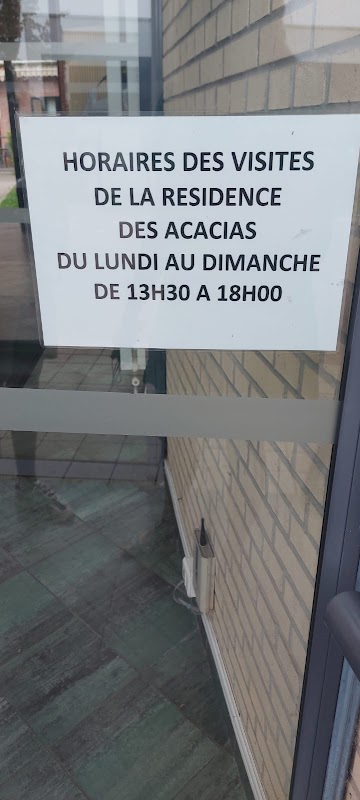 HORAIRES DES VISITES
DE LA RESIDENCE
DES ACACIAS
DU LUNDI AU DIMANCHE
DE 13H30 A 18H00